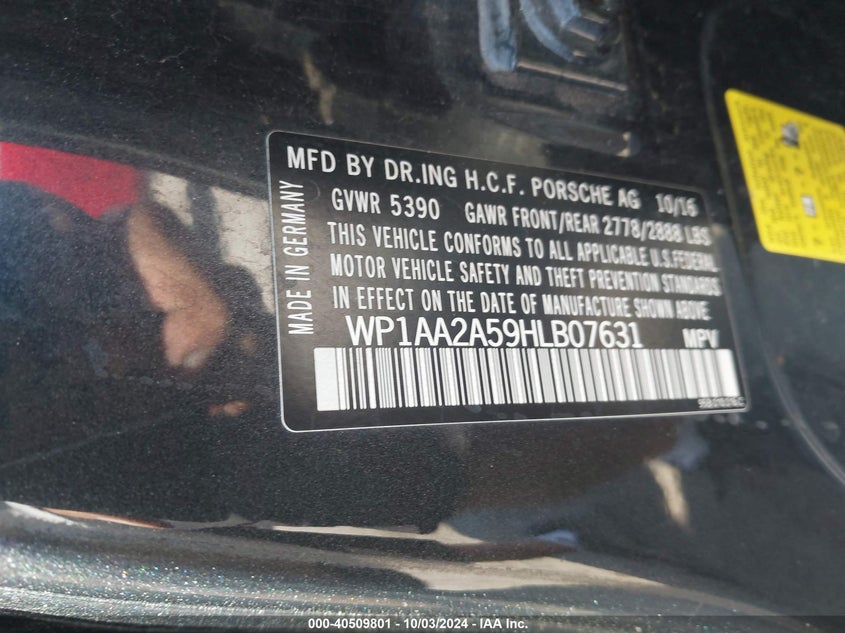 MFD BY DR.ING H.C.F. PORSCHE AG 10/16
GVWR 5390 GAWR FRONT/REAR 2778/2888 LBS
THIS VEHICLE CONFORMS TO ALL APPLICABLE U.S.FEDERAL
MOTOR VEHICLE SAFETY AND THEFT PREVENTION STANDARDS
IN EFFECT ON THE DATE OF MANUFACTURE SHOWN ABOVE
MADE IN GERMANY
WP1AA2A59HLB07631 MPV
000-40509801 - 10/03/2024 - IAA Inc.